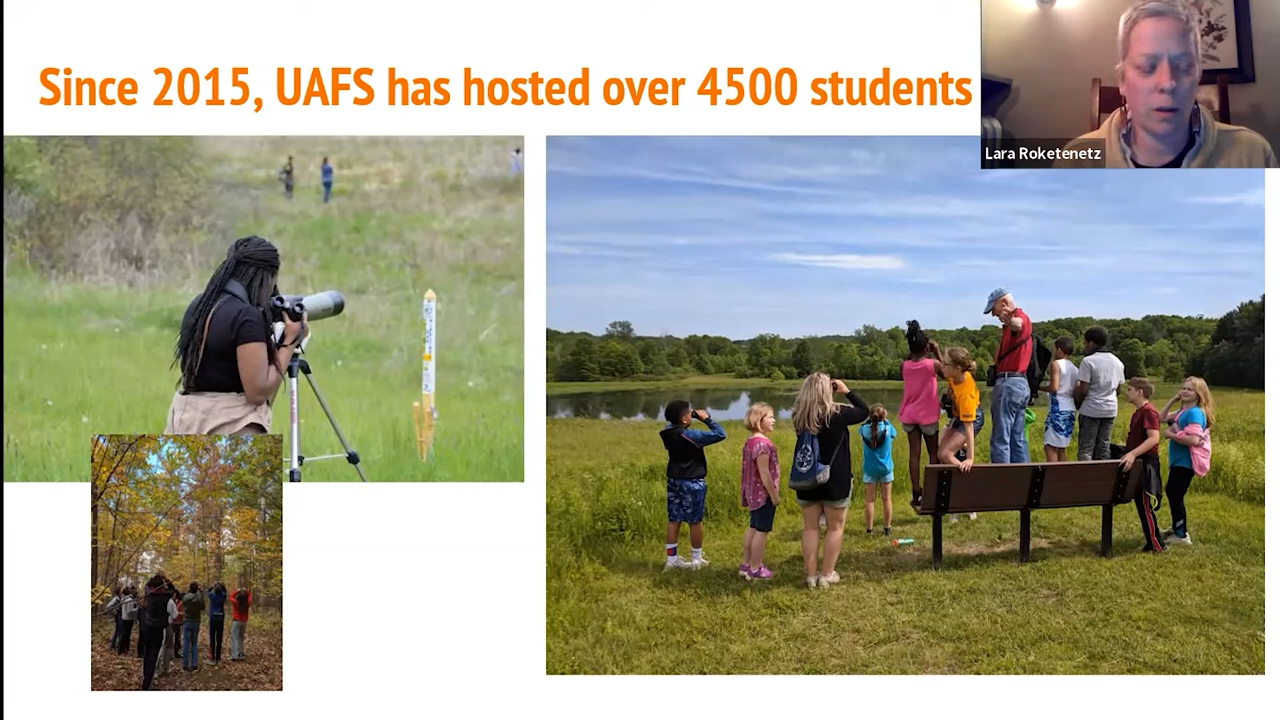 Since 2015, UAFS has hosted over 4500 students
Lara Roketenetz